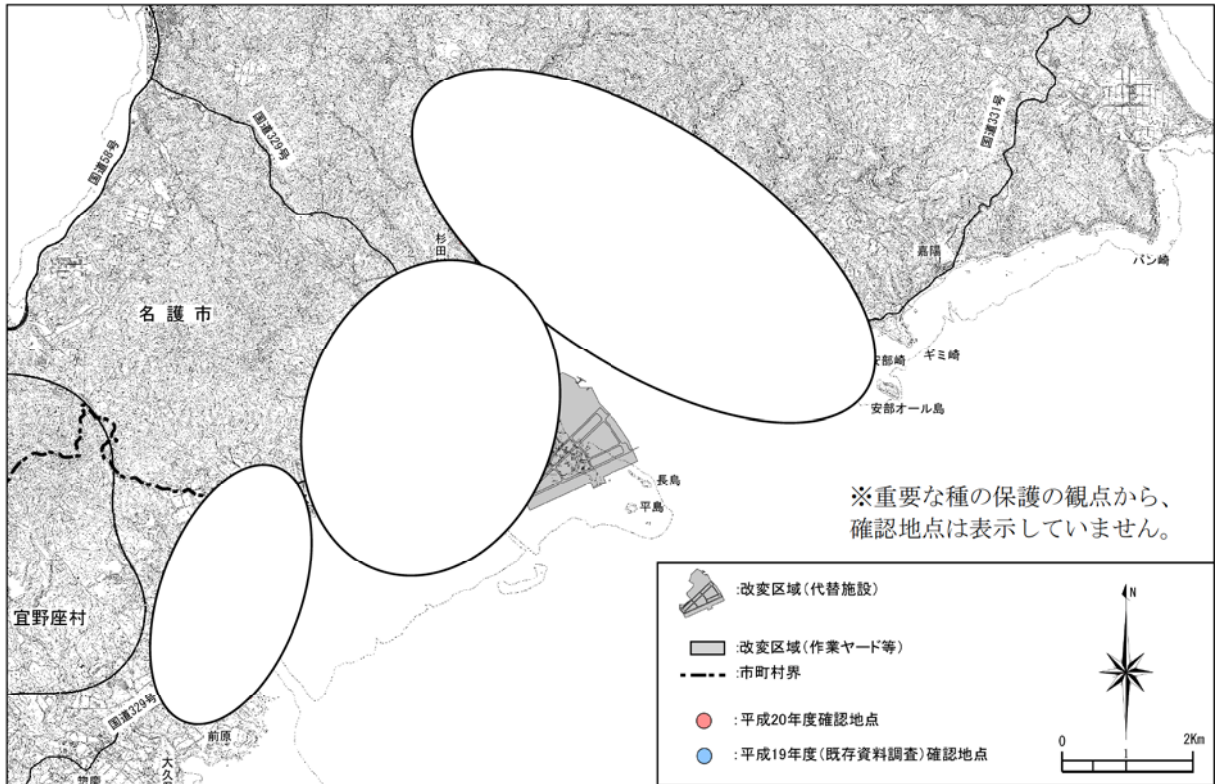 国道58号
国道329号
国道331号
杉田
嘉陽
バン崎
名護市
安部崎
ギミ崎
安部オール島
長島
平島
※重要な種の保護の観点から、
確認地点は表示していません。
宜野座村
国道329号
前原
大久
惣慶
:改変区域(代替施設)
:改変区域(作業ヤード等)
:市町村界
:平成20年度確認地点
:平成19年度(既存資料調査)確認地点
N
0 2Km